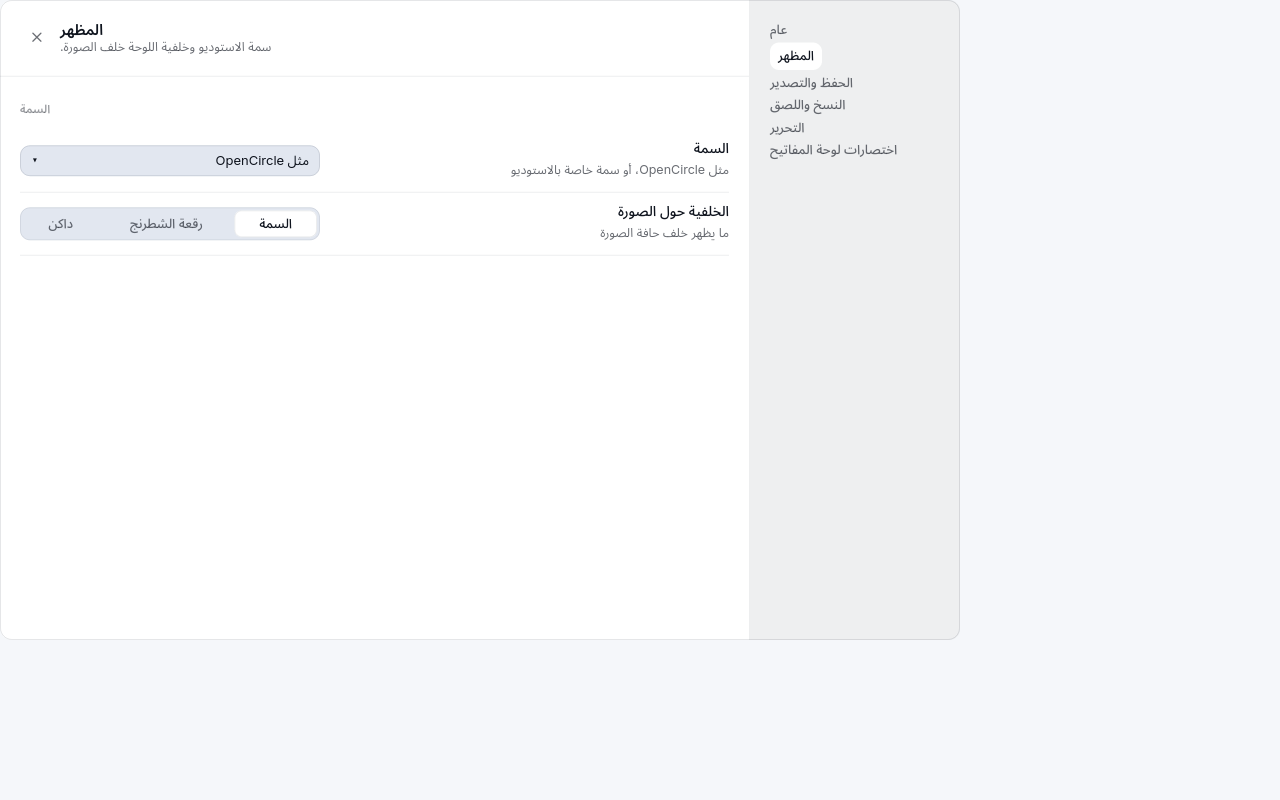 عام
المظهر
الحفظ والتصدير
النسخ واللصق
التحرير
اختصارات لوحة المفاتيح
المظهر
سمة الاستوديو وخلفية اللوحة خلف الصورة.
السمة
السمة
مثل OpenCircle، أو سمة خاصة بالاستوديو
مثل OpenCircle
الخلفية حول الصورة
ما يظهر خلف حافة الصورة
السمة
رقعة الشطرنج
داكن